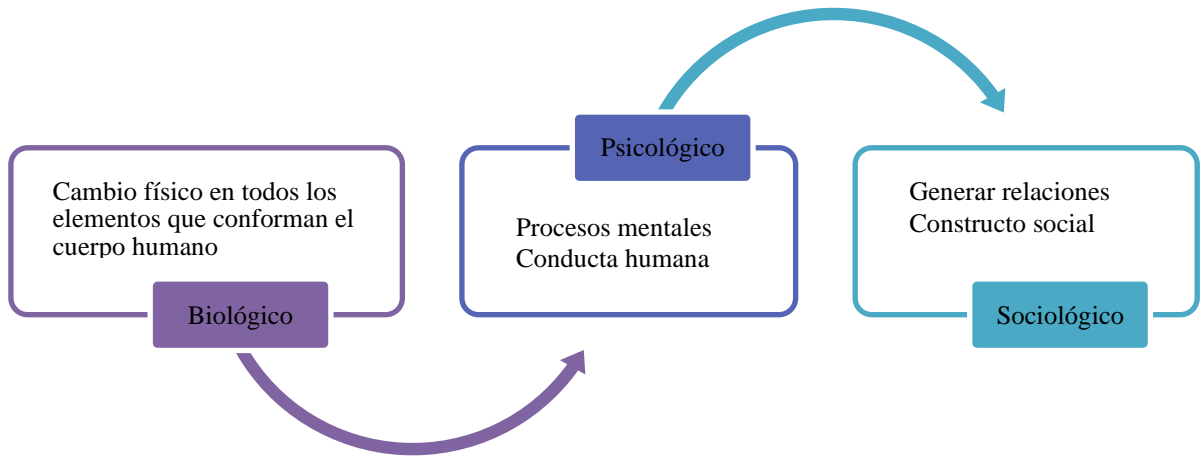 Cambio físico en todos los
elementos que conforman el
cuerpo humano
Biológico
Psicológico
Procesos mentales
Conducta humana
Generar relaciones
Constructo social
Sociológico